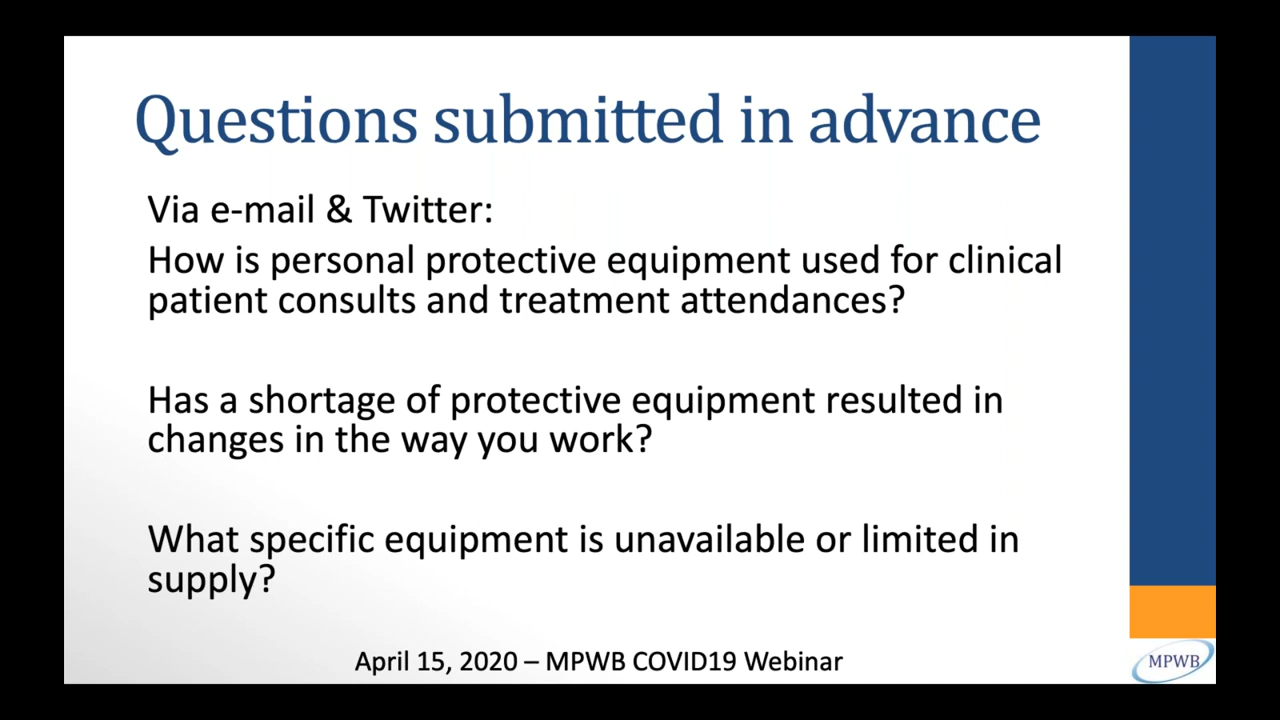 Questions submitted in advance
Via e-mail & Twitter:
How is personal protective equipment used for clinical
patient consults and treatment attendances?
Has a shortage of protective equipment resulted in
changes in the way you work?
What specific equipment is unavailable or limited in
supply?
April 15, 2020 – MPWB COVID19 Webinar
MPWB